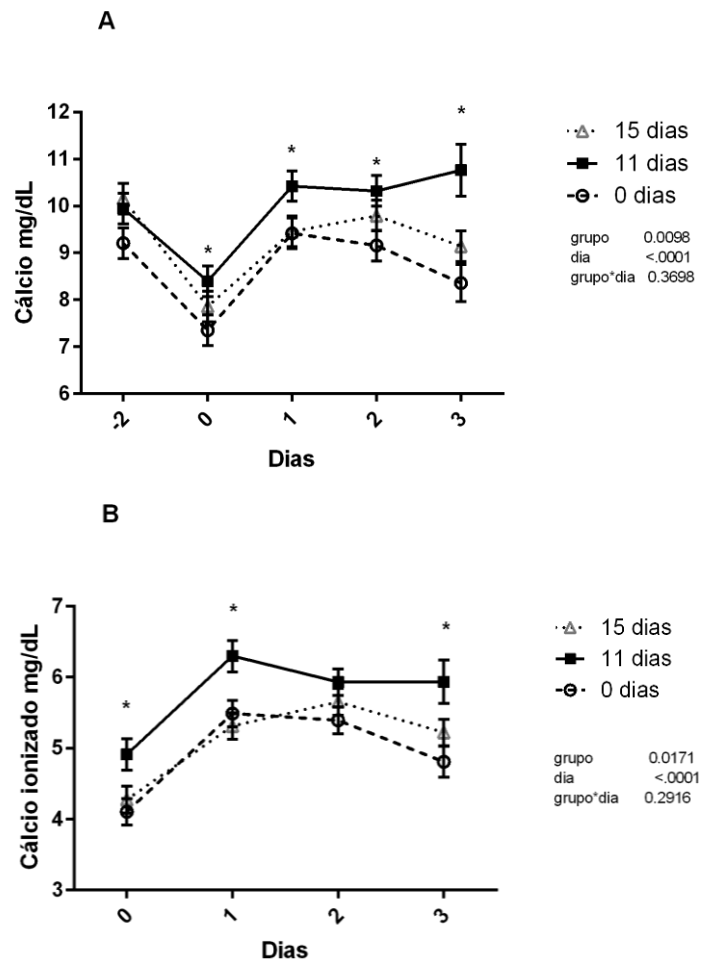 A
Cálcio mg/dL
12
11
10
9
8
7
6
* * * *
-2 0 1 2 3
Dias
15 dias
11 dias
0 dias
grupo 0.0098
dia <.0001
grupo*dia 0.3698
B
Cálcio ionizado mg/dL
7
6
5
4
3
* * *
0 1 2 3
Dias
15 dias
11 dias
0 dias
grupo 0.0171
dia <.0001
grupo*dia 0.2916